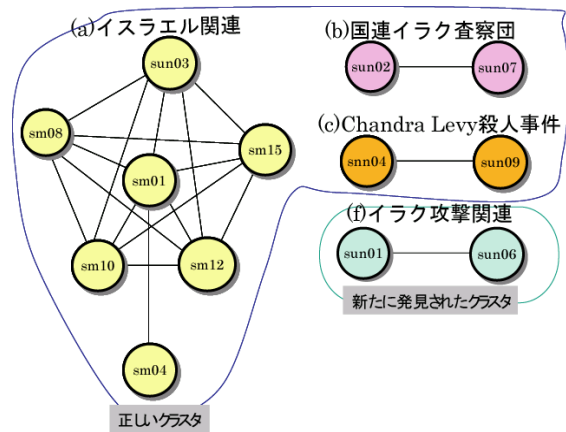 (a)イスラエル関連
sun03
sm08
sm15
sm01
sm10
sm12
sm04
正しいクラスタ
(b)国連イラク査察団
sun02
sun07
(c)Chandra Levy殺人事件
snn04
sun09
(f)イラク攻撃関連
sun01
sun06
新たに発見されたクラスタ